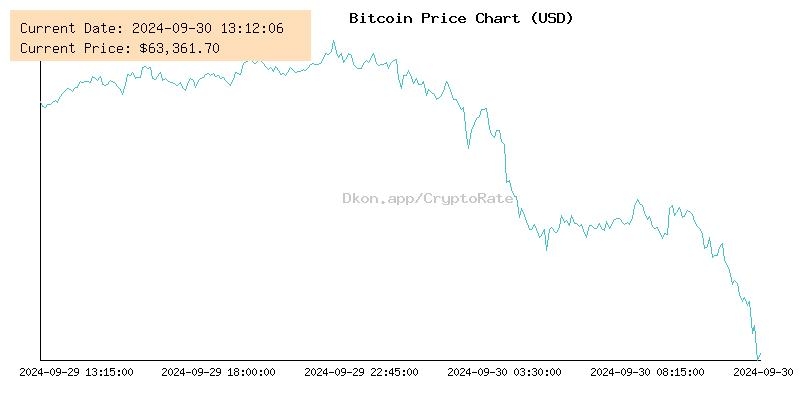 Bitcoin Price Chart (USD)
Current Date: 2024-09-30 13:12:06
Current Price: $63,361.70
Dkon.app/CryptoRate
2024-09-29 13:15:00 2024-09-29 18:00:00 2024-09-29 22:45:00 2024-09-30 03:30:00 2024-09-30 08:15:00 2024-09-30